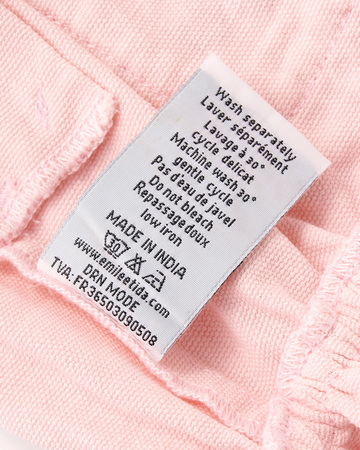 Wash separately
Laver séparément
Lavage à 30°
cycle délicat
Machine wash 30°
gentle cycle
Pas d'eau de javel
Do not bleach
Repassage doux
low iron
MADE IN INDIA
30
www.emileetida.com
DRN MODE
TVA: FR36503090508